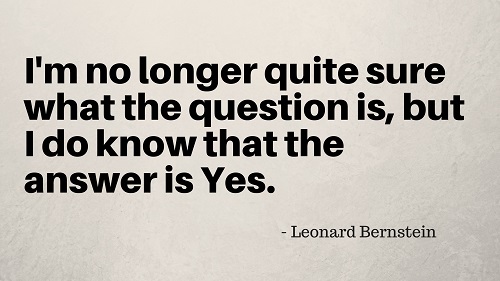 I'm no longer quite sure
what the question is, but
I do know that the
answer is Yes.
- Leonard Bernstein